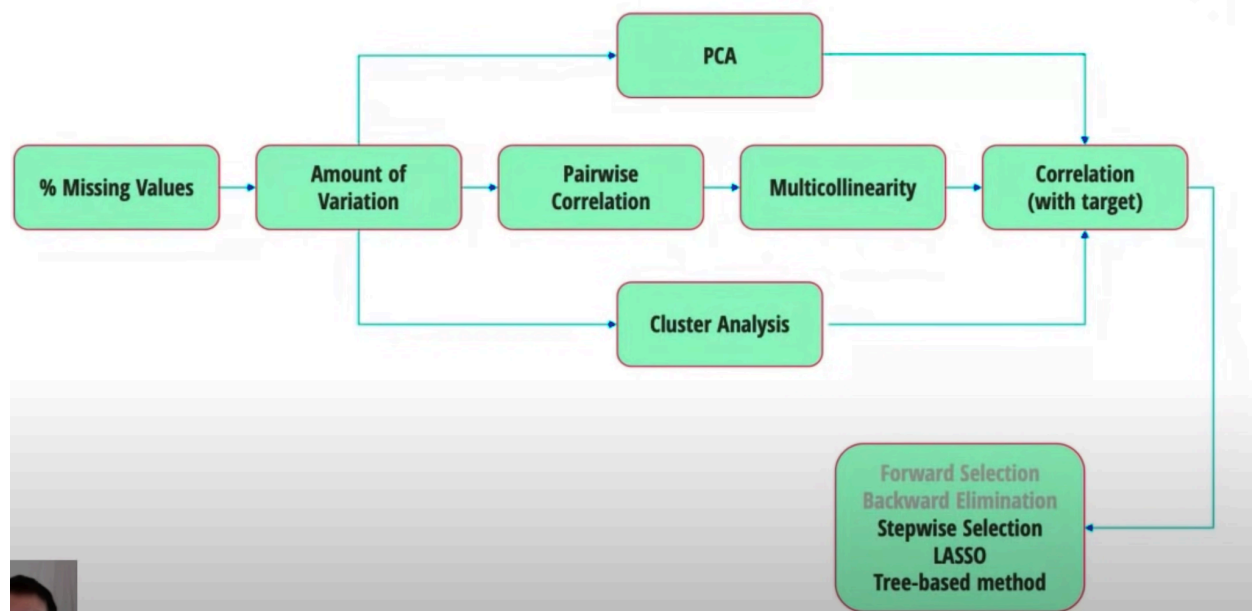 PCA
% Missing Values
Amount of
Variation
Pairwise
Correlation
Multicollinearity
Correlation
(with target)
Cluster Analysis
Forward Selection
Backward Elimination
Stepwise Selection
LASSO
Tree-based method